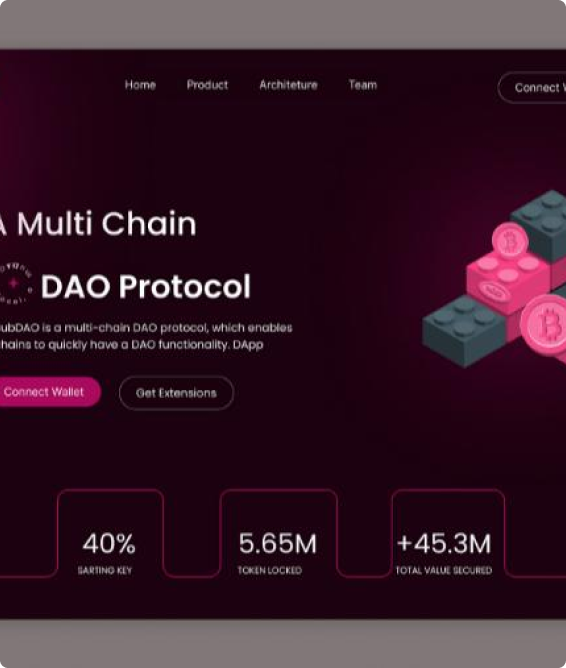 Home Product Architeture Team Connect W
A Multi Chain
DAO Protocol
ubDAO is a multi-chain DAO protocol, which enables
hains to quickly have a DAO functionality. DApp
Connect Wallet Get Extensions
40% 5.65M +45.3M
SARTING KEY TOKEN LOCKED TOTAL VALUE SECURED